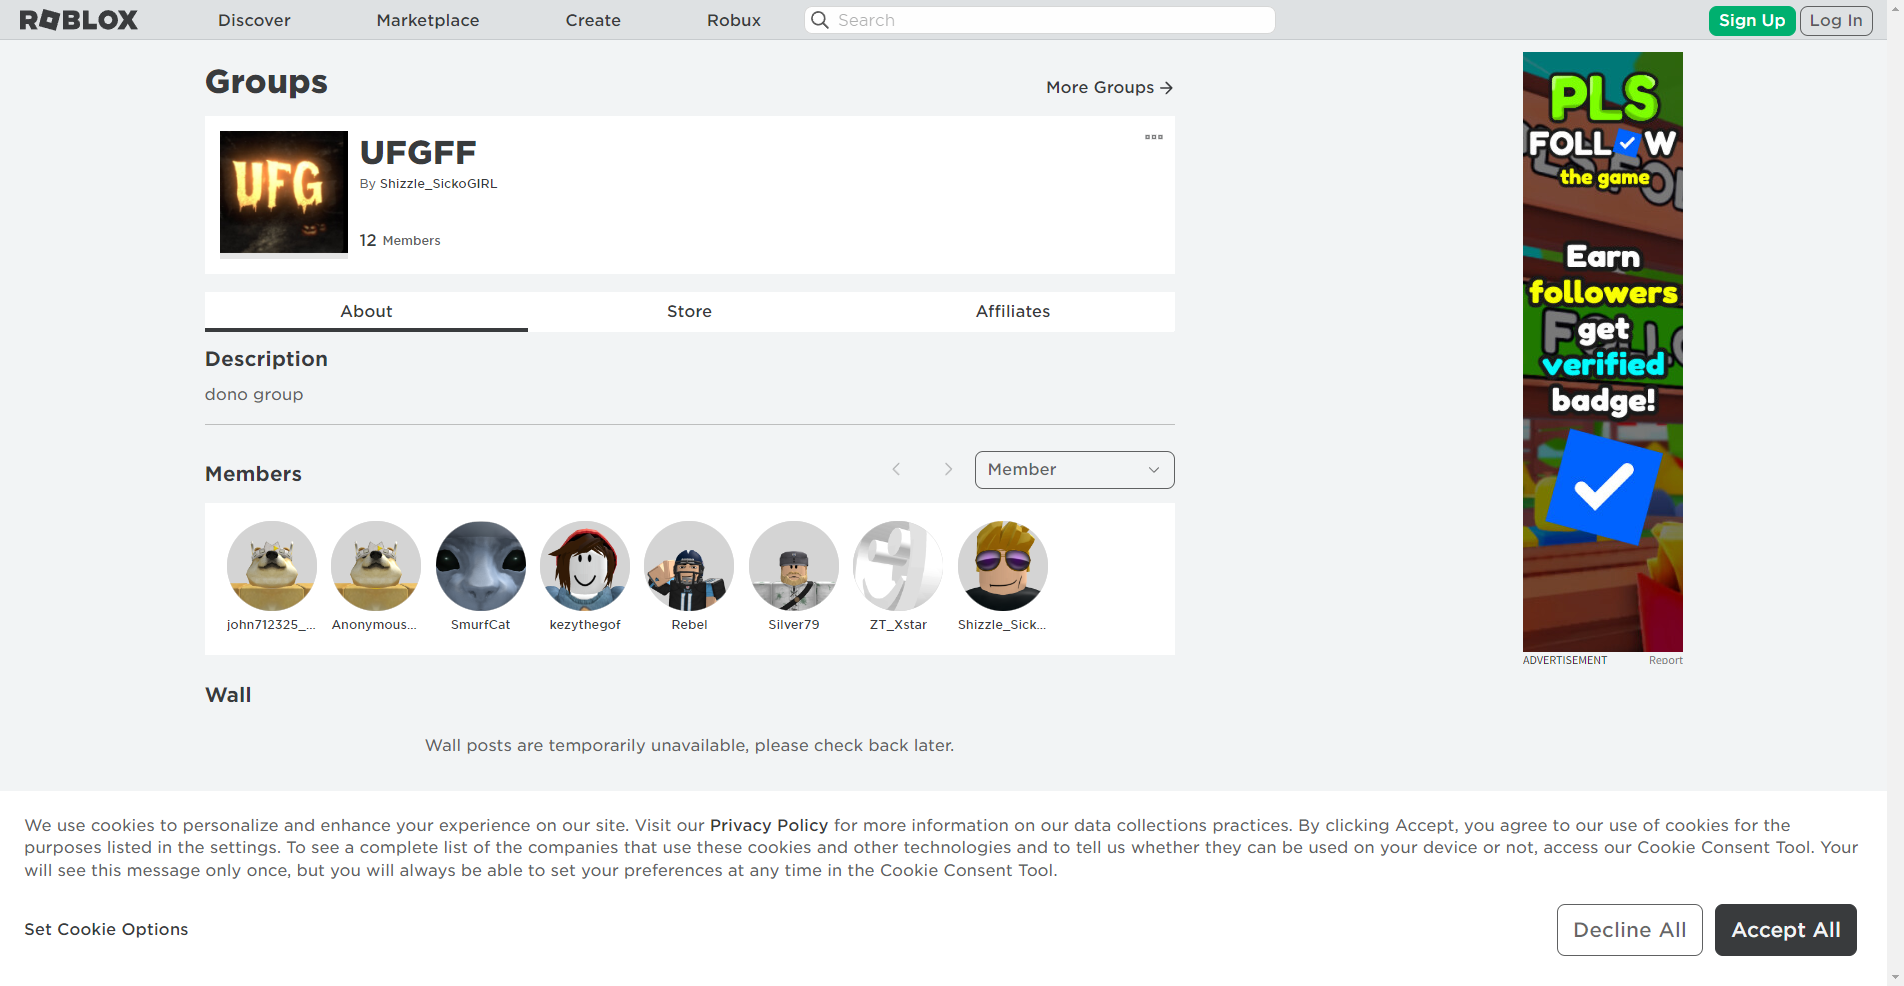 ROBLOX
Discover
Marketplace
Create
Robux
Search
Sign Up
Log In
Groups
More Groups
UFG
UFGFF
By Shizzle_SickoGIRL
12 Members
About
Store
Affiliates
Description
dono group
Members
Member
john712325_...
Anonymous...
SmurfCat
kezythegof
Rebel
Silver79
ZT_Xstar
Shizzle_Sick...
Wall
Wall posts are temporarily unavailable, please check back later.
PLS
FOLLOW
the game
Earn
followers
get
verified
badge!
ADVERTISEMENT
Report
We use cookies to personalize and enhance your experience on our site. Visit our Privacy Policy for more information on our data collections practices. By clicking Accept, you agree to our use of cookies for the
purposes listed in the settings. To see a complete list of the companies that use these cookies and other technologies and to tell us whether they can be used on your device or not, access our Cookie Consent Tool. Your
will see this message only once, but you will always be able to set your preferences at any time in the Cookie Consent Tool.
Set Cookie Options
Decline All
Accept All